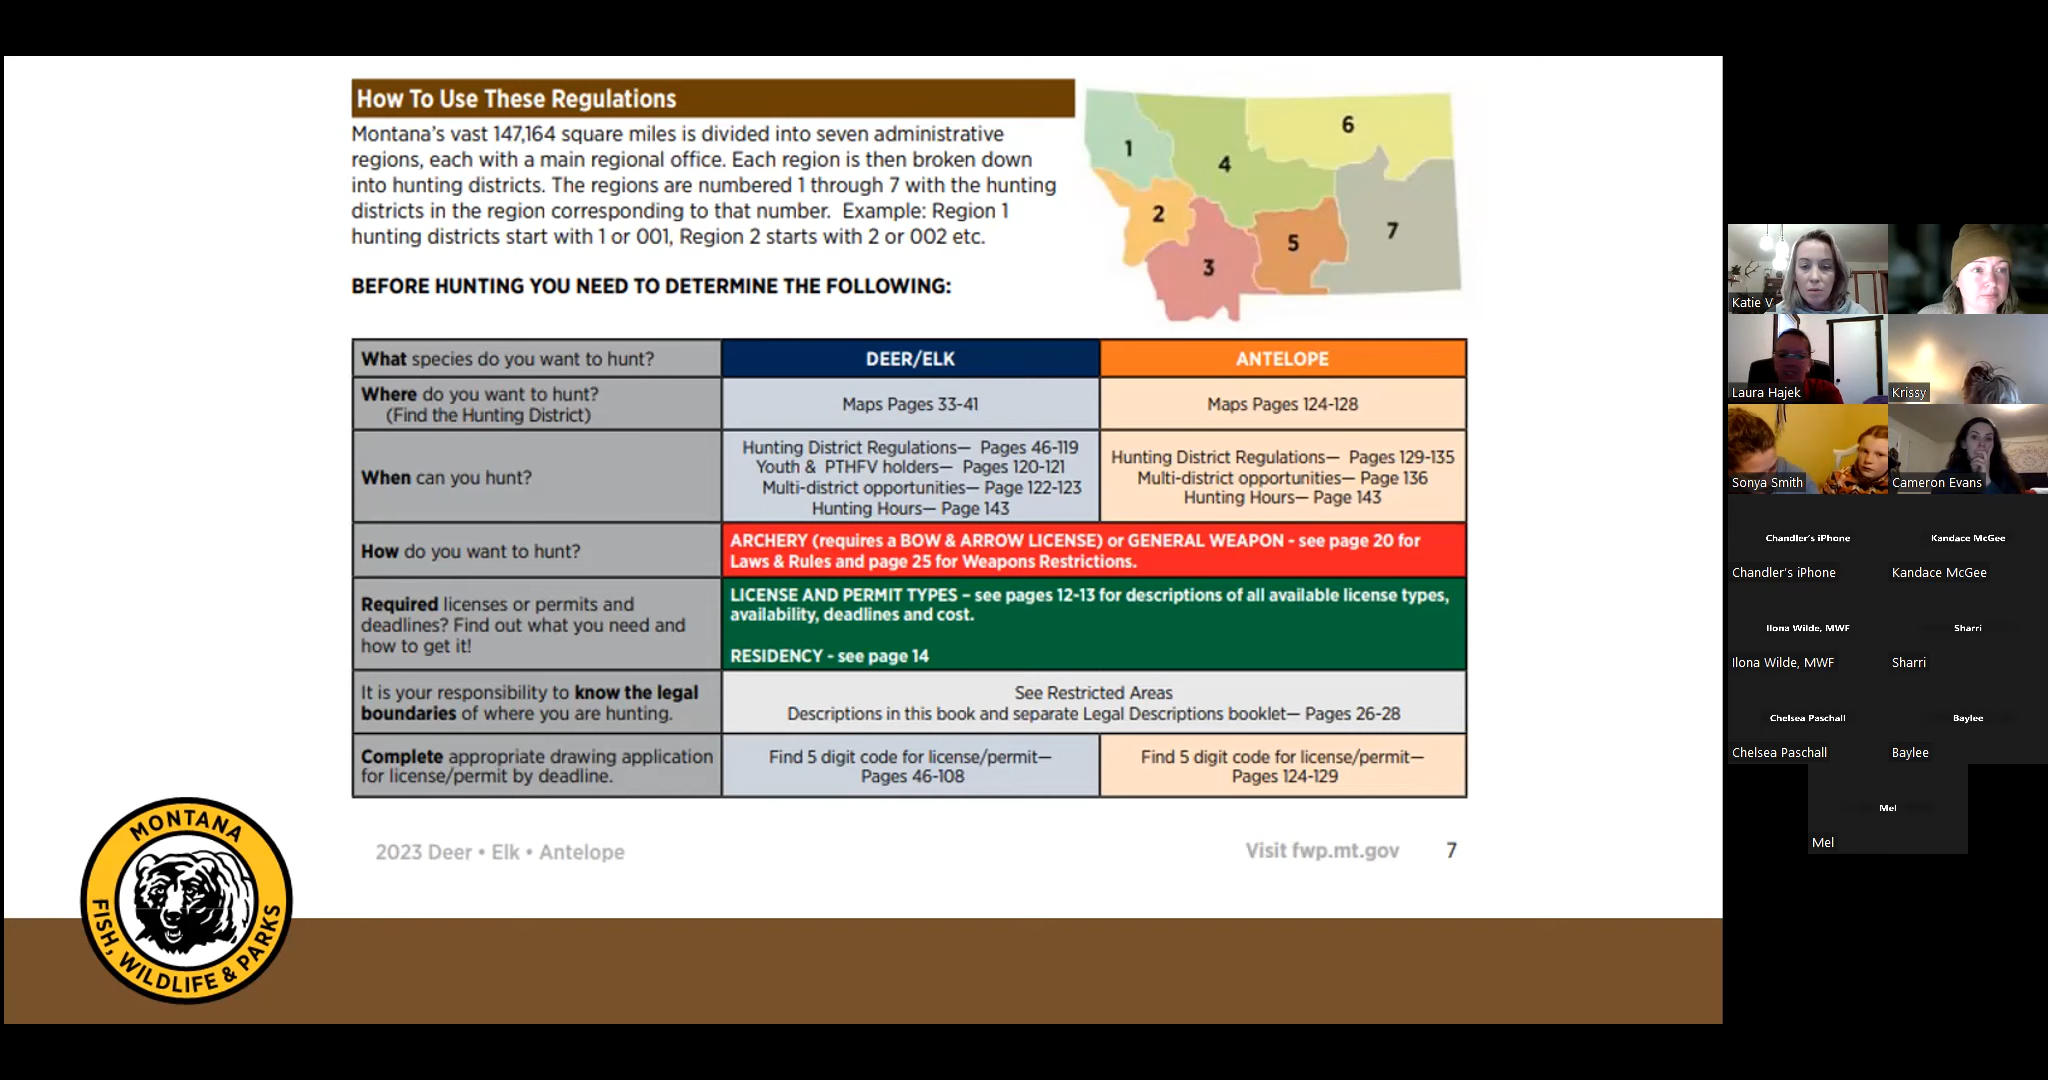 How To Use These Regulations
Montana's vast 147,164 square miles is divided into seven administrative
regions, each with a main regional office. Each region is then broken down
into hunting districts. The regions are numbered 1 through 7 with the hunting
districts in the region corresponding to that number. Example: Region 1
hunting districts start with 1 or 001, Region 2 starts with 2 or 002 etc.
1
2
3
4
5
6
7
BEFORE HUNTING YOU NEED TO DETERMINE THE FOLLOWING:
What species do you want to hunt?
DEER/ELK
ANTELOPE
Where do you want to hunt?
(Find the Hunting District)
Maps Pages 33-41
Maps Pages 124-128
When can you hunt?
Hunting District Regulations— Pages 46-119
Youth & PTHFV holders— Pages 120-121
Multi-district opportunities— Page 122-123
Hunting Hours— Page 143
Hunting District Regulations— Pages 129-135
Multi-district opportunities— Page 136
Hunting Hours— Page 143
How do you want to hunt?
ARCHERY (requires a BOW & ARROW LICENSE) or GENERAL WEAPON - see page 20 for
Laws & Rules and page 25 for Weapons Restrictions.
Required licenses or permits and
deadlines? Find out what you need and
how to get it!
LICENSE AND PERMIT TYPES – see pages 12-13 for descriptions of all available license types,
availability, deadlines and cost.
RESIDENCY - see page 14
It is your responsibility to know the legal
boundaries of where you are hunting.
See Restricted Areas
Descriptions in this book and separate Legal Descriptions booklet— Pages 26-28
Complete appropriate drawing application
for license/permit by deadline.
Find 5 digit code for license/permit—
Pages 46-108
Find 5 digit code for license/permit—
Pages 124-129
2023 Deer • Elk • Antelope
Visit fwp.mt.gov
7
MONTANA
FISH, WILDLIFE & PARKS
Katie V
Laura Hajek
Krissy
Sonya Smith
Cameron Evans
Chandler's iPhone
Chandler's iPhone
Kandace McGee
Kandace McGee
Ilona Wilde, MWF
Ilona Wilde, MWF
Sharri
Sharri
Chelsea Paschall
Chelsea Paschall
Baylee
Baylee
Mel
Mel